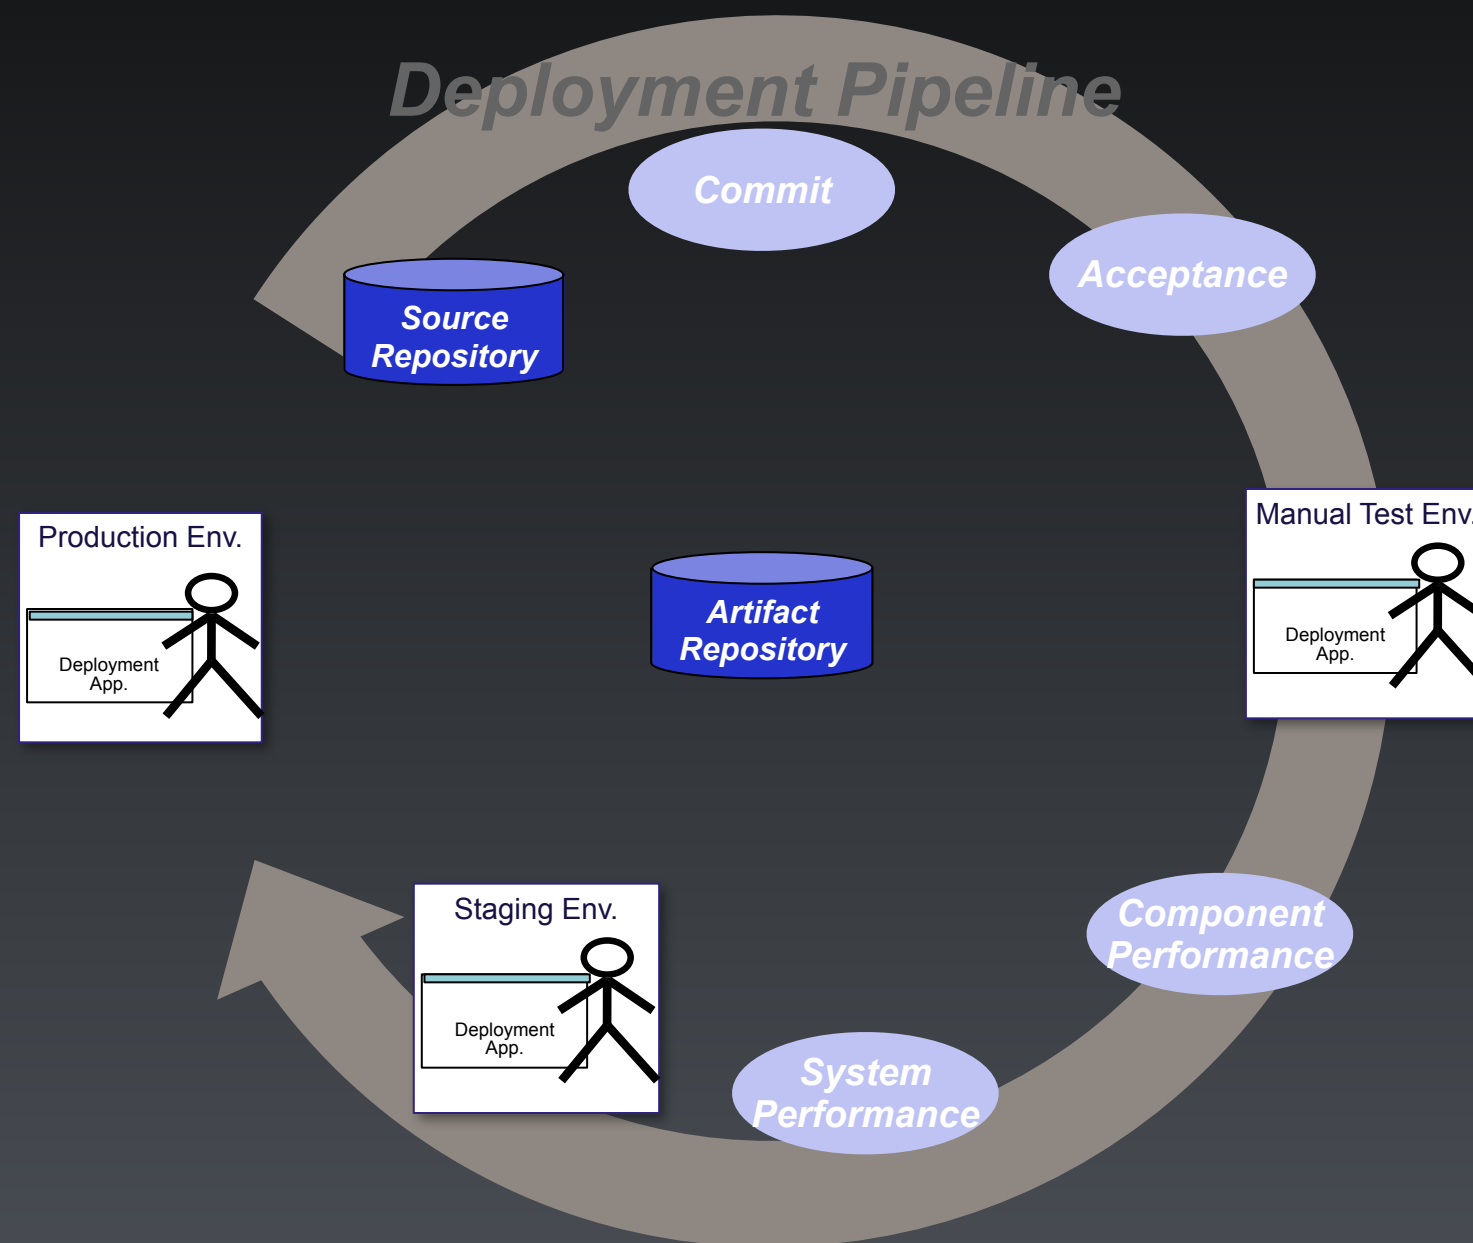 Deployment Pipeline
Commit
Acceptance
Source
Repository
Manual Test Env.
Deployment
App.
Production Env.
Deployment
App.
Artifact
Repository
Component
Performance
Staging Env.
Deployment
App.
System
Performance